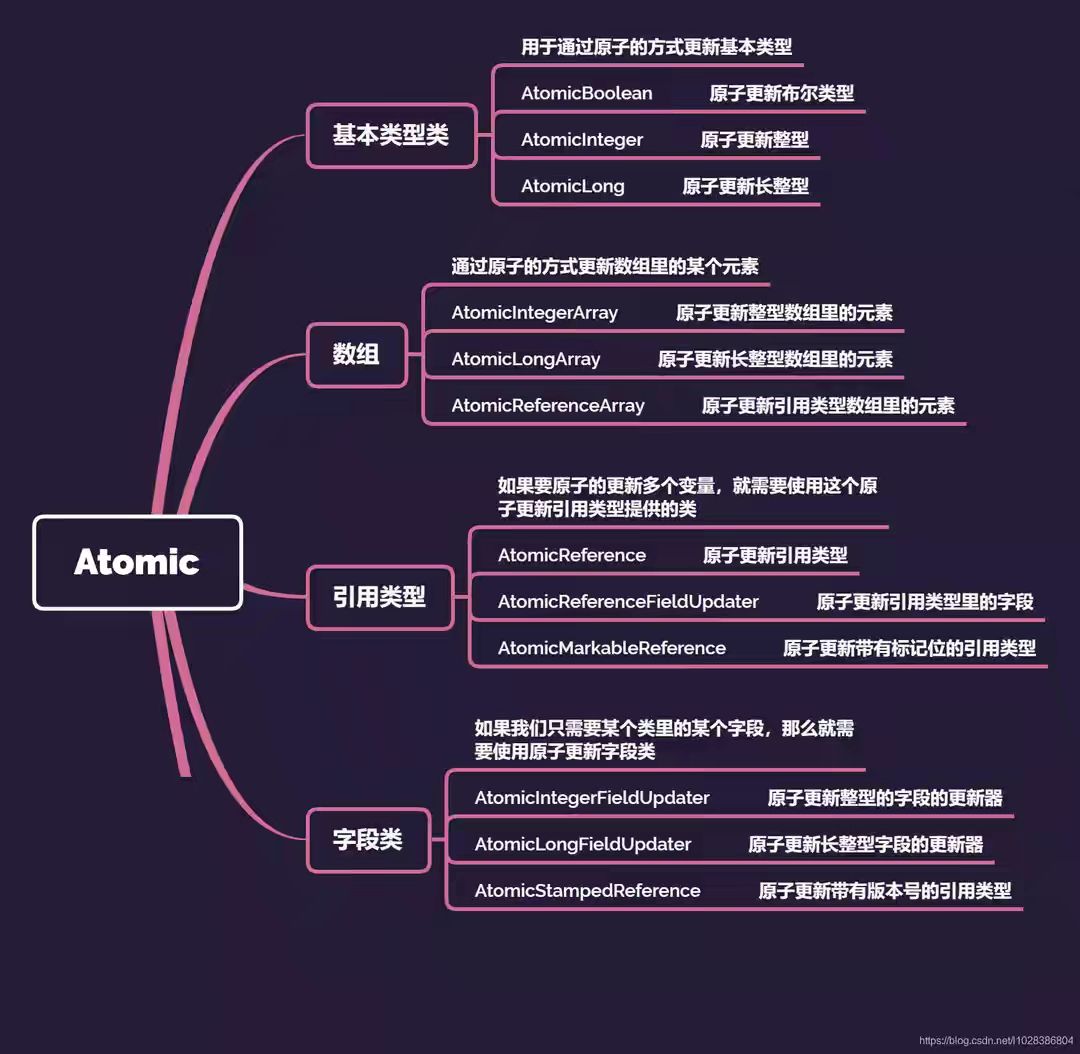 用于通过原子的方式更新基本类型
AtomicBoolean 原子更新布尔类型
基本类型类
AtomicInteger 原子更新整型
AtomicLong 原子更新长整型
通过原子的方式更新数组里的某个元素
AtomicIntegerArray 原子更新整型数组里的元素
数组
AtomicLongArray 原子更新长整型数组里的元素
AtomicReferenceArray 原子更新引用类型数组里的元素
如果要原子的更新多个变量，就需要使用这个原
子更新引用类型提供的类
Atomic
AtomicReference 原子更新引用类型
引用类型
AtomicReferenceFieldUpdater 原子更新引用类型里的字段
AtomicMarkableReference 原子更新带有标记位的引用类型
如果我们只需要某个类里的某个字段，那么就需
要使用原子更新字段类
AtomicIntegerFieldUpdater 原子更新整型的字段的更新器
字段类
AtomicLongFieldUpdater 原子更新长整型字段的更新器
AtomicStampedReference 原子更新带有版本号的引用类型
https://blog.csdn.net/l1028386804